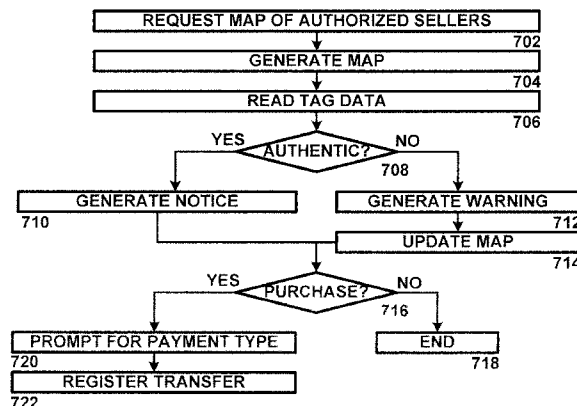 REQUEST MAP OF AUTHORIZED SELLERS
702
GENERATE MAP
704
READ TAG DATA
706
YES
AUTHENTIC?
NO
708
GENERATE NOTICE
710
GENERATE WARNING
712
UPDATE MAP
714
YES
PURCHASE?
NO
716
PROMPT FOR PAYMENT TYPE
720
END
718
REGISTER TRANSFER
722